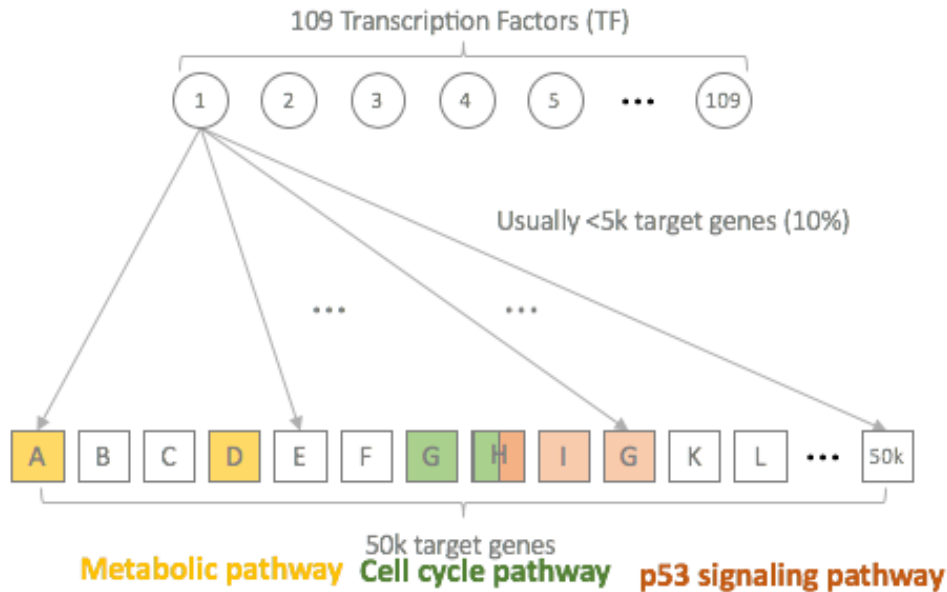 109 Transcription Factors (TF)
1 2 3 4 5 ••• 109
Usually <5k target genes (10%)
••• •••
A B C D E F G H I G K L ••• 50k
50k target genes
Metabolic pathway Cell cycle pathway p53 signaling pathway